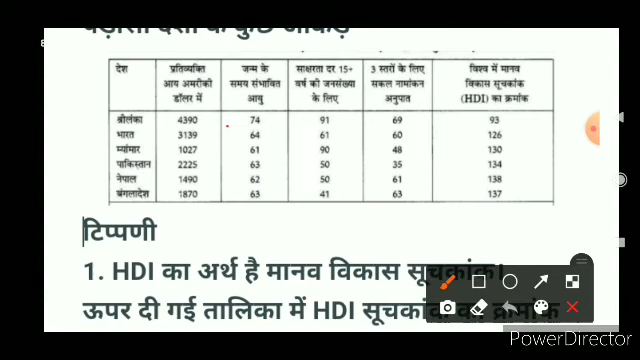 पड़ोसी देशों के कुछ आंकड़े
देश | प्रतिव्यक्ति आय अमरीकी डॉलर में | जन्म के समय संभावित आयु | साक्षरता दर 15+ वर्ष की जनसंख्या के लिए | 3 स्तरों के लिए सकल नामांकन अनुपात | विश्व में मानव विकास सूचकांक (HDI) का क्रमांक
श्रीलंका 4390 74 91 69 93
भारत 3139 64 61 60 126
म्यांमार 1027 61 90 48 130
पाकिस्तान 2225 63 50 35 134
नेपाल 1490 62 50 61 138
बंगलादेश 1870 63 41 63 137
टिप्पणी
1. HDI का अर्थ है मानव विकास सूचकांक।
ऊपर दी गई तालिका में HDI सूचकांक का क्रमांक
PowerDirector